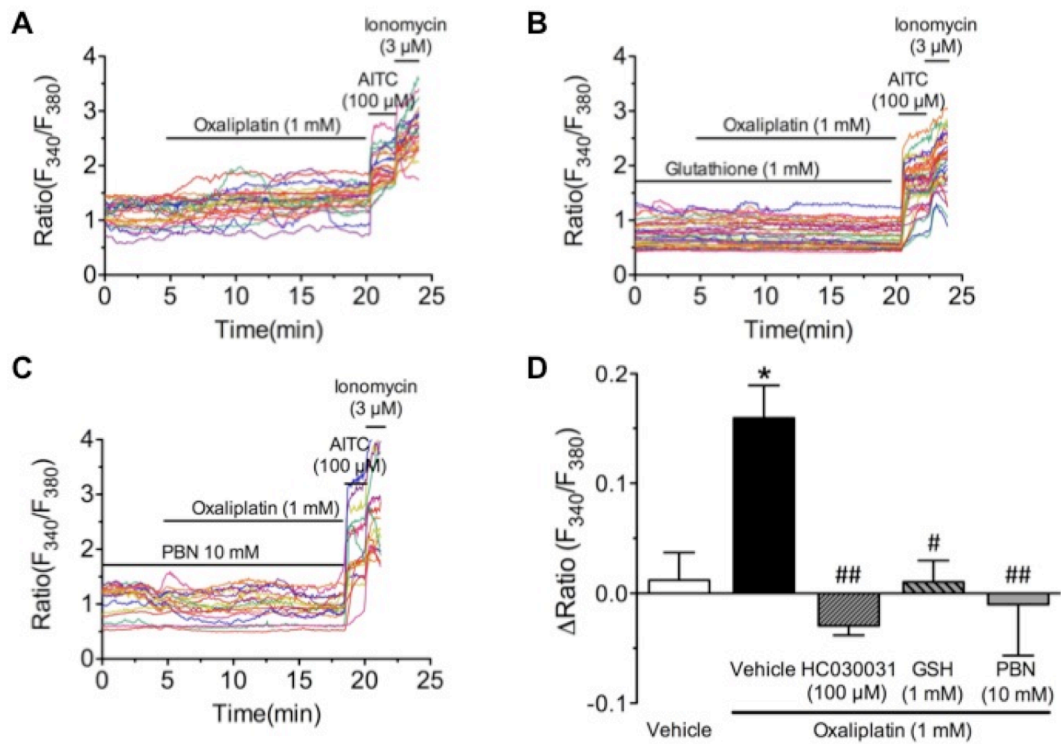 A
Ionomycin
(3 µM)
AITC
(100 µM)
Oxaliplatin (1 mM)
Ratio(F340/F380)
4
3
2
1
0
0 5 10 15 20 25
Time(min)
B
Ionomycin
(3 µM)
AITC
(100 µM)
Oxaliplatin (1 mM)
Glutathione (1 mM)
Ratio(F340/F380)
4
3
2
1
0
0 5 10 15 20 25
Time(min)
C
Ionomycin
(3 µM)
AITC
(100 µM)
Oxaliplatin (1 mM)
PBN 10 mM
Ratio(F340/F380)
4
3
2
1
0
0 5 10 15 20 25
Time(min)
D
ΔRatio (F340/F380)
0.2
0.1
0.0
-0.1
*
##
#
##
Vehicle HC030031 GSH PBN
(100 µM) (1 mM) (10 mM)
Vehicle Oxaliplatin (1 mM)